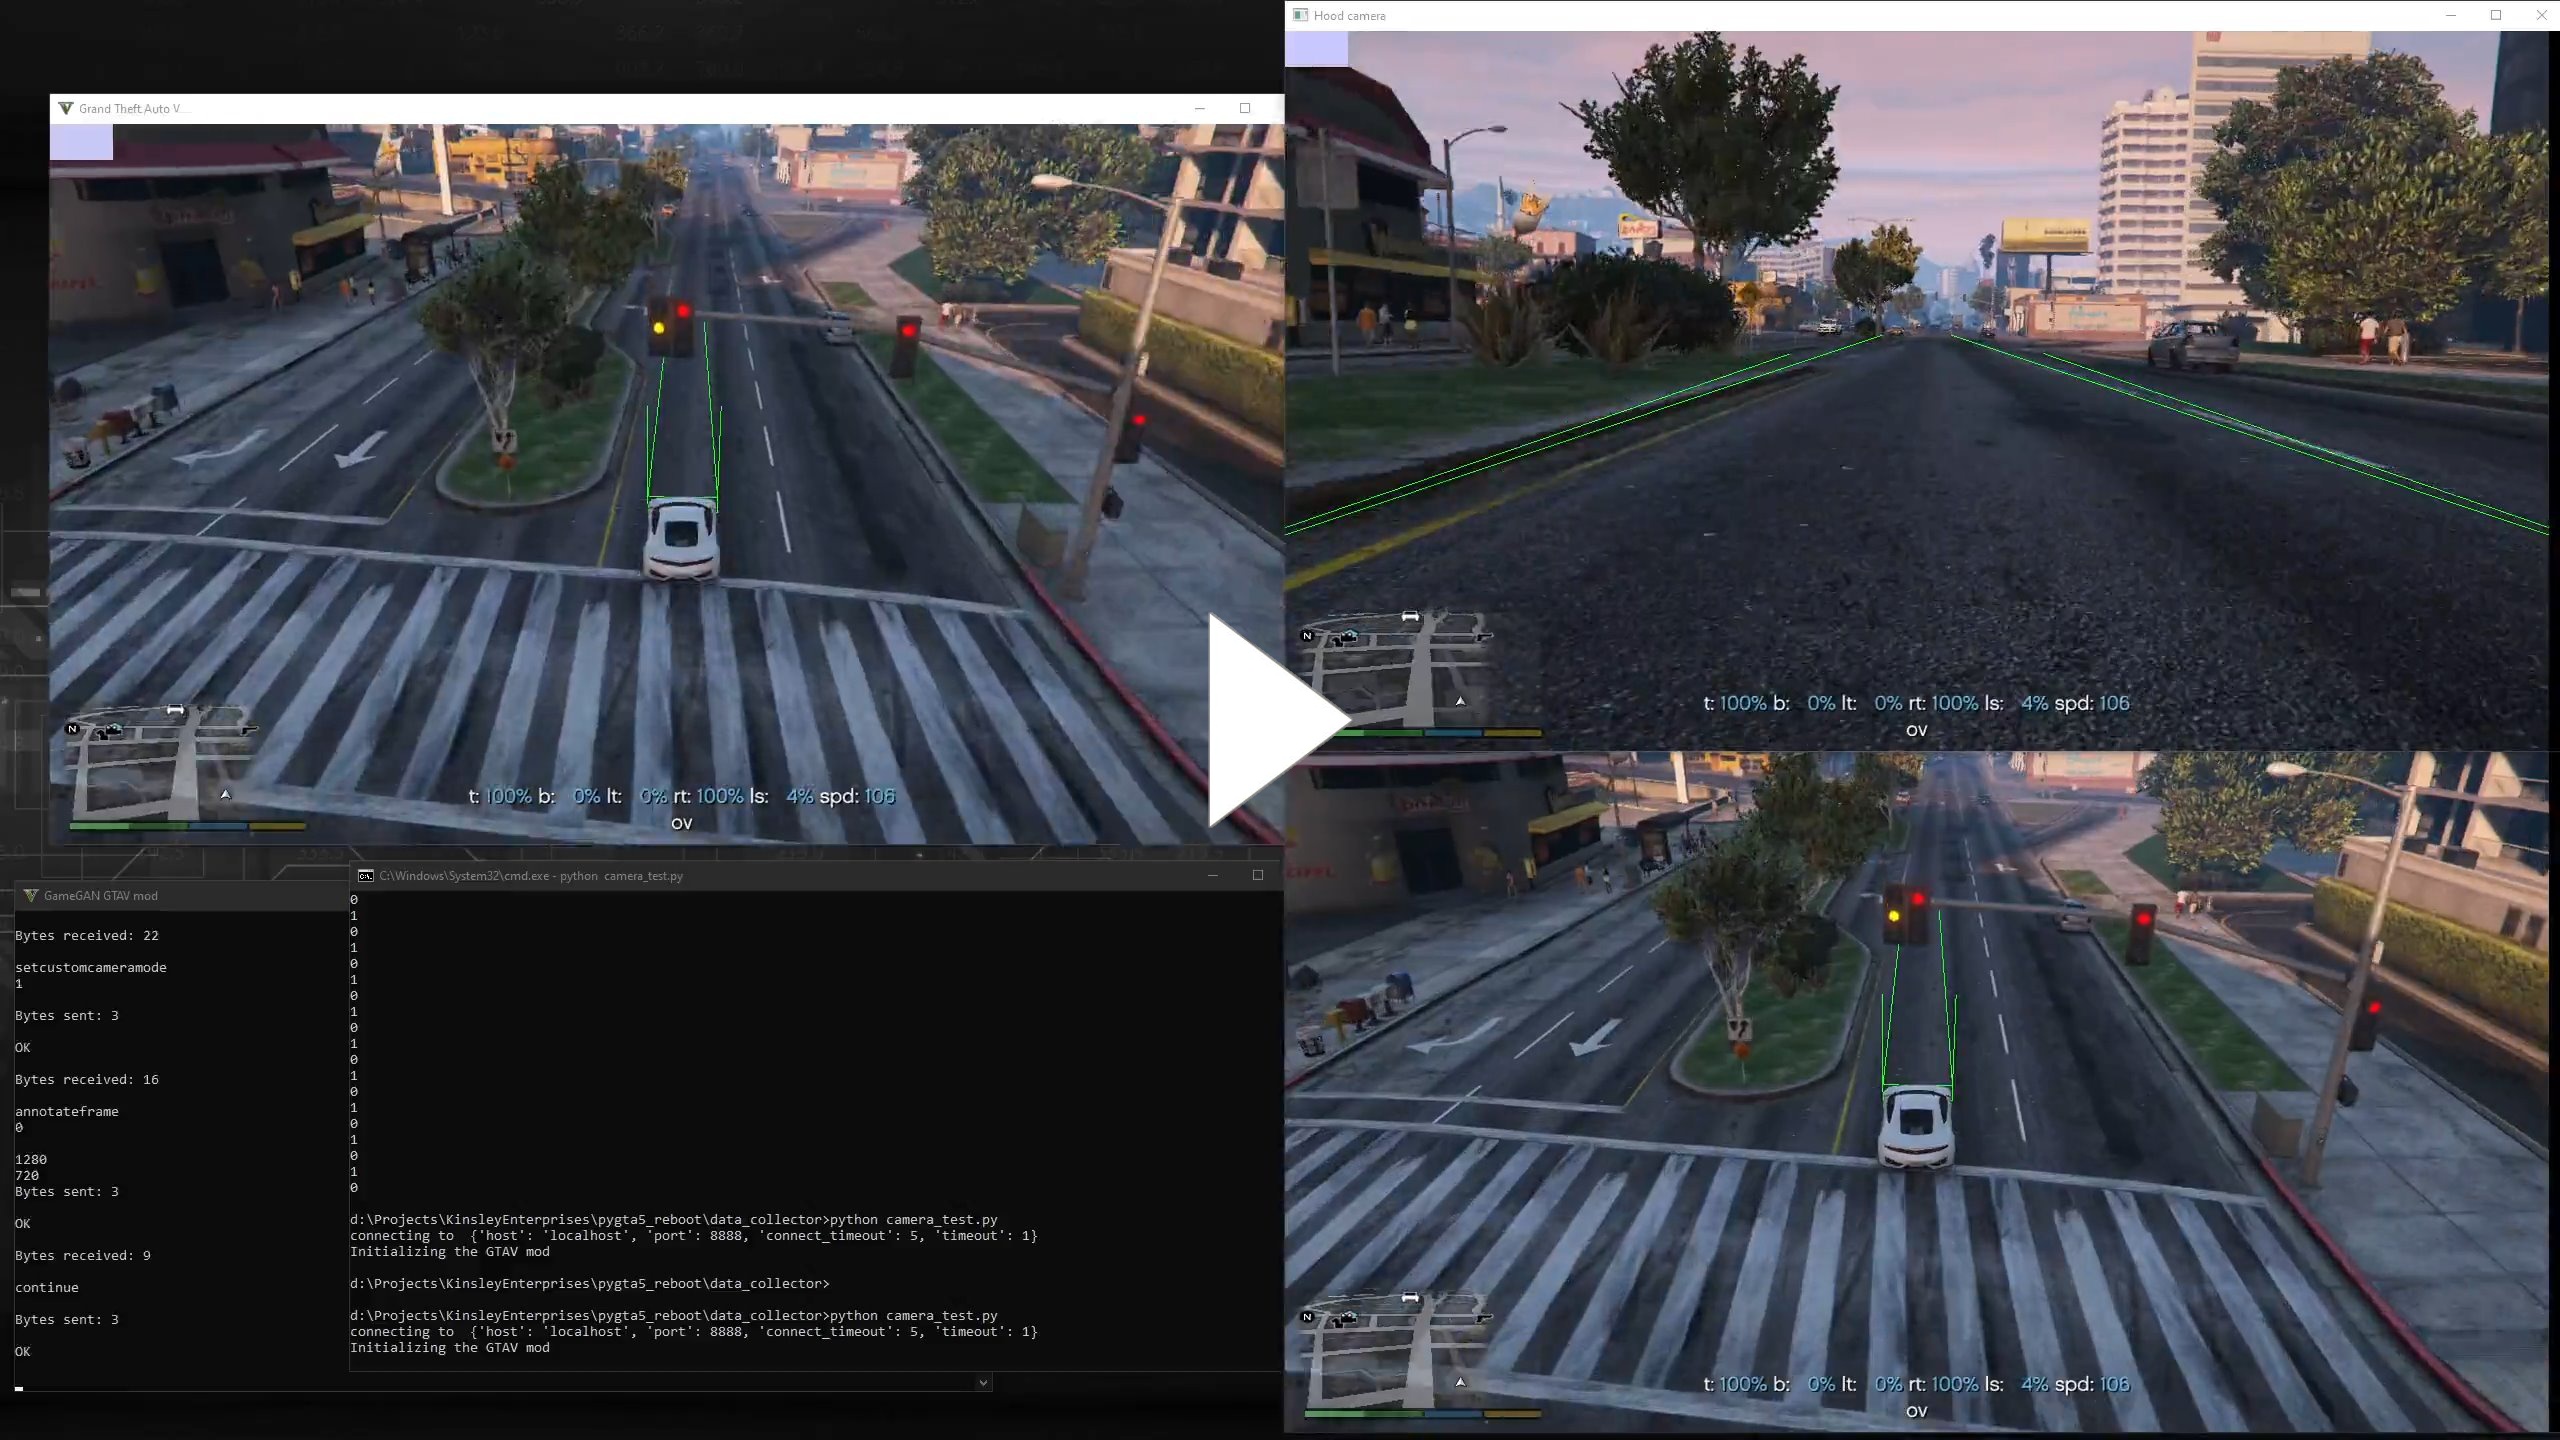 Grand Theft Auto V
t: 100% b: 0% lt: 0% rt: 100% ls: 4% spd: 106
OV
N
Hood camera
N
t: 100% b: 0% lt: 0% rt: 100% ls: 4% spd: 106
OV
GameGAN GTAV mod
Bytes received: 22
setcustomcameramode
1
Bytes sent: 3
OK
Bytes received: 16
annotateframe
0
1280
720
Bytes sent: 3
OK
Bytes received: 9
continue
Bytes sent: 3
OK
C:\Windows\System32\cmd.exe - python  camera_test.py
0
1
0
1
0
1
0
1
0
1
0
1
0
1
0
1
0
1
0
d:\Projects\KinsleyEnterprises\pygta5_reboot\data_collector>python camera_test.py
connecting to  {'host': 'localhost', 'port': 8888, 'connect_timeout': 5, 'timeout': 1}
Initializing the GTAV mod
d:\Projects\KinsleyEnterprises\pygta5_reboot\data_collector>
d:\Projects\KinsleyEnterprises\pygta5_reboot\data_collector>python camera_test.py
connecting to  {'host': 'localhost', 'port': 8888, 'connect_timeout': 5, 'timeout': 1}
Initializing the GTAV mod
N
t: 100% b: 0% lt: 0% rt: 100% ls: 4% spd: 106
OV